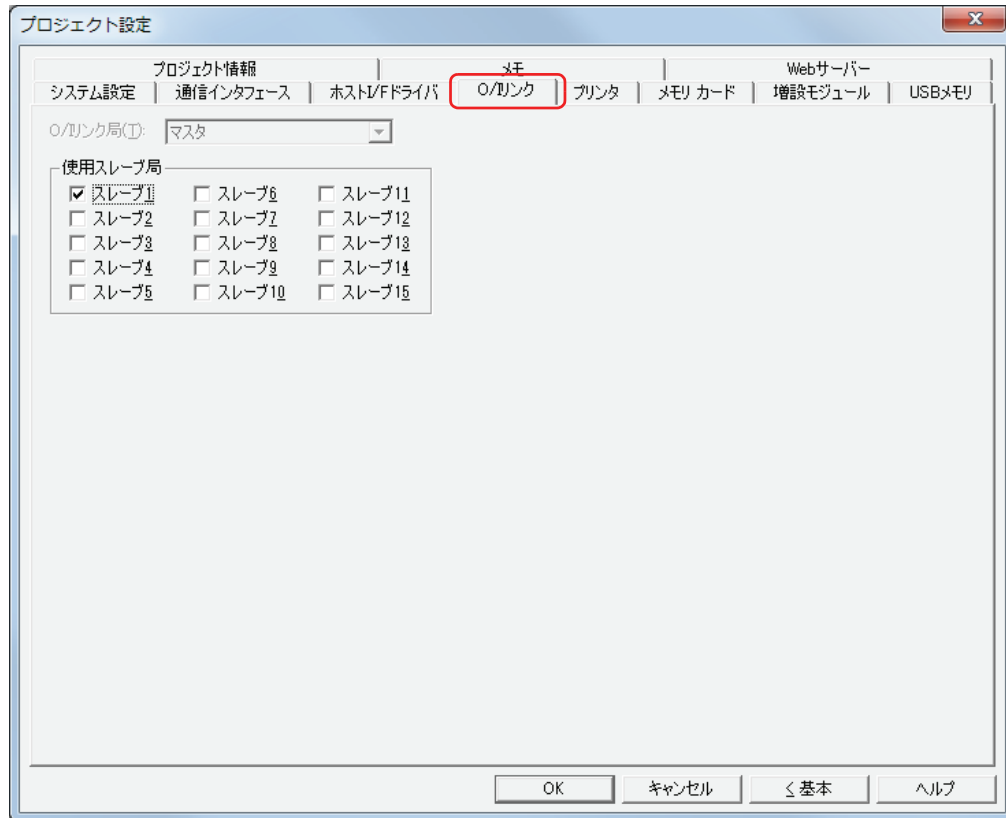 プロジェクト設定
プロジェクト情報 メモ Webサーバー
システム設定 通信インタフェース ホストI/Fドライバ O/Iリンク プリンタ メモリ カード 増設モジュール USBメモリ
O/Iリンク局(T): マスタ
使用スレーブ局
スレーブ1 スレーブ6 スレーブ11
スレーブ2 スレーブ7 スレーブ12
スレーブ3 スレーブ8 スレーブ13
スレーブ4 スレーブ9 スレーブ14
スレーブ5 スレーブ10 スレーブ15
OK キャンセル < 基本 ヘルプ